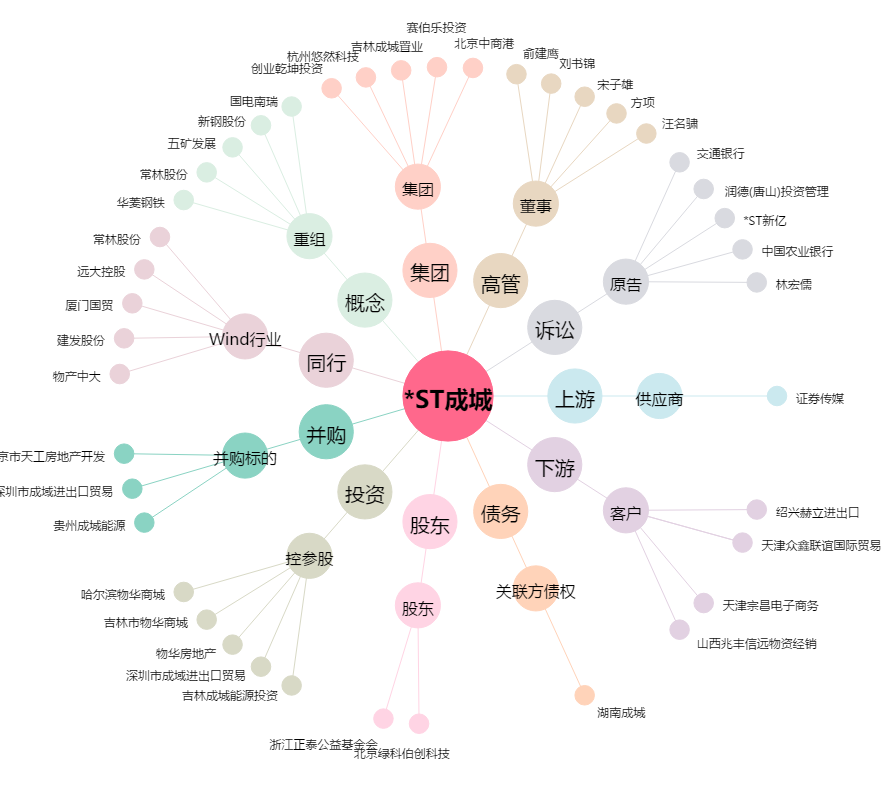 赛伯乐投资
吉林成城置业
北京中商港
杭州悠然科技
创业乾坤投资
俞建鹰
刘书锦
宋子雄
方项
汪名骕
国电南瑞
新钢股份
五矿发展
常林股份
华菱钢铁
集团
董事
交通银行
润德(唐山)投资管理
*ST新亿
中国农业银行
林宏儒
重组
集团
高管
原告
常林股份
远大控股
厦门国贸
建发股份
物产中大
概念
诉讼
Wind行业
同行
*ST成城
上游
供应商
证券传媒
并购
并购标的
京市天工房地产开发
深圳市成域进出口贸易
贵州成城能源
下游
客户
绍兴赫立进出口
天津众鑫联谊国际贸易
天津宗昌电子商务
山西兆丰信远物资经销
投资
股东
债务
控参股
哈尔滨物华商城
吉林市物华商城
物华房地产
深圳市成域进出口贸易
吉林成城能源投资
股东
关联方债权
浙江正泰公益基金会
北京绿科伯创科技
湖南成城